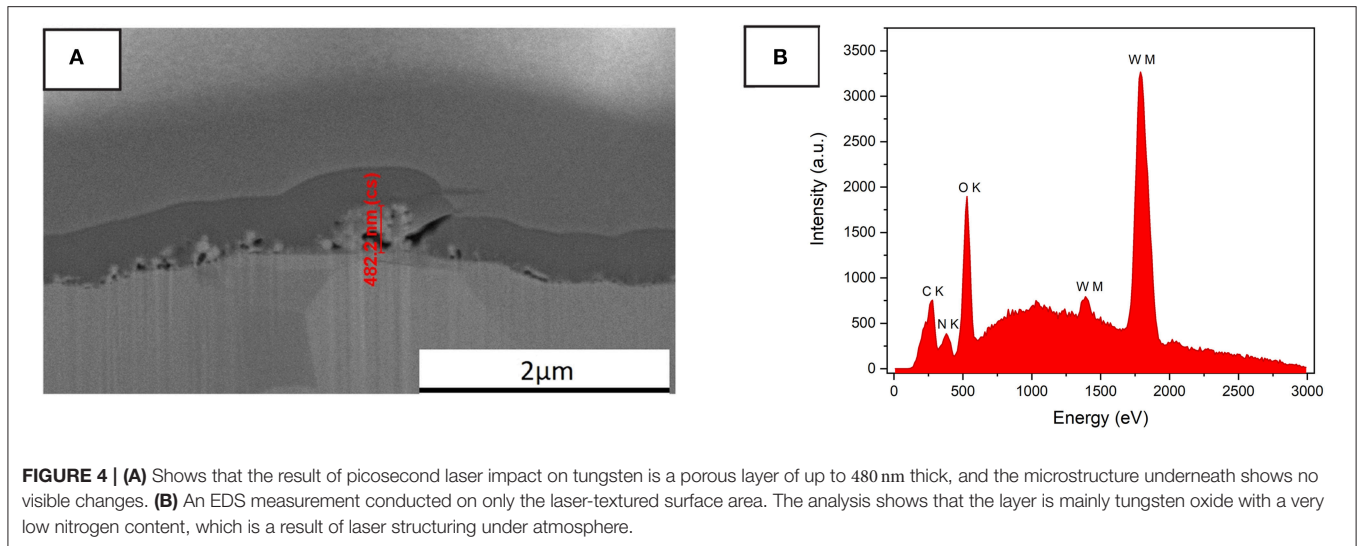 A
482.2 nm (cs)
2µm
B
Intensity (a.u.)
3500
3000
2500
2000
1500
1000
500
0
C K
N K
O K
W M
W M
0 500 1000 1500 2000 2500 3000
Energy (eV)
FIGURE 4 | (A) Shows that the result of picosecond laser impact on tungsten is a porous layer of up to 480 nm thick, and the microstructure underneath shows no
visible changes. (B) An EDS measurement conducted on only the laser-textured surface area. The analysis shows that the layer is mainly tungsten oxide with a very
low nitrogen content, which is a result of laser structuring under atmosphere.